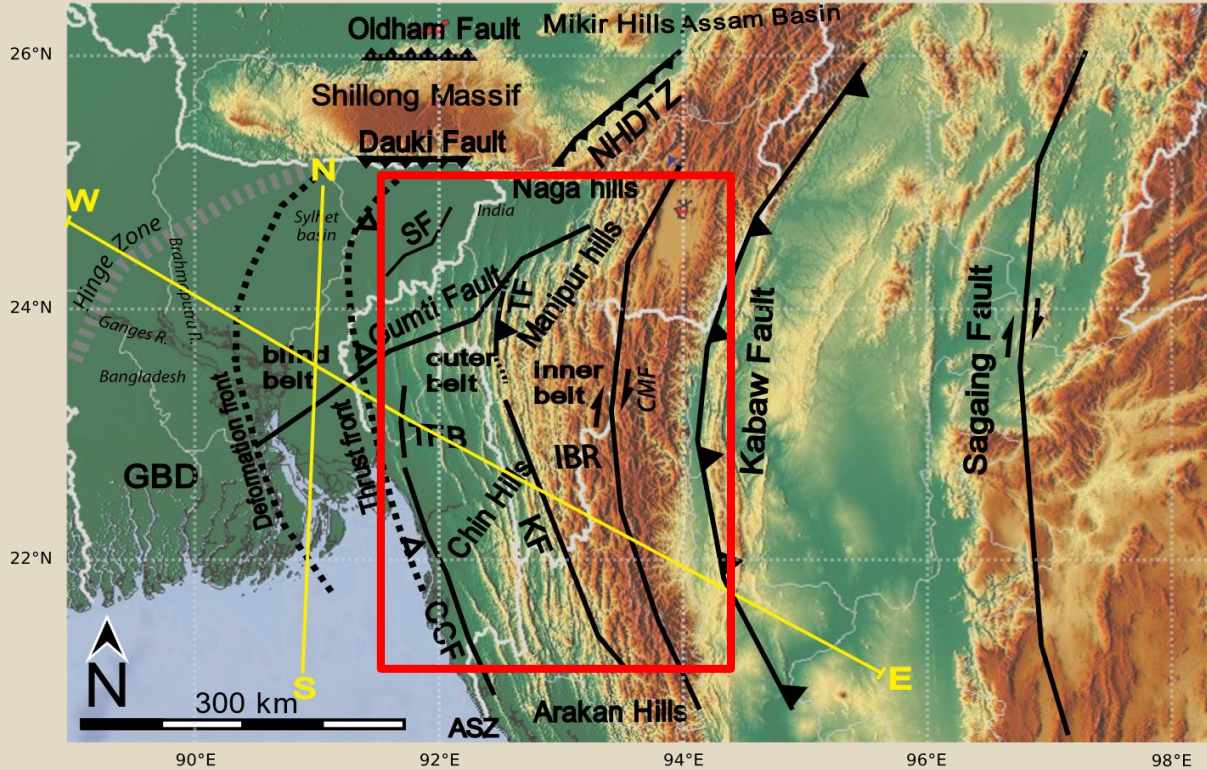 Oldham Fault
Mikir Hills
Assam Basin
26°N
Shillong Massif
NHDTZ
Dauki Fault
N
Naga hills
W
Hinge Zone
Brahmaputra R.
Sylhet
basin
SF
India
Manipur hills
24°N
Ganges R.
Gumti Fault
TF
Bangladesh
blind
belt
outer
belt
inner
belt
CMF
Kabaw Fault
Sagaing Fault
Deformation front
Thrust front
GBD
IBR
Chin Hills
KF
22°N
CCF
N
S
E
300 km
ASZ
Arakan Hills
90°E
92°E
94°E
96°E
98°E